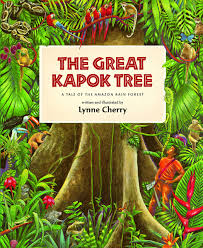 THE GREAT
KAPOK TREE
A TALE OF THE AMAZON RAIN FOREST
written and illustrated by
Lynne Cherry